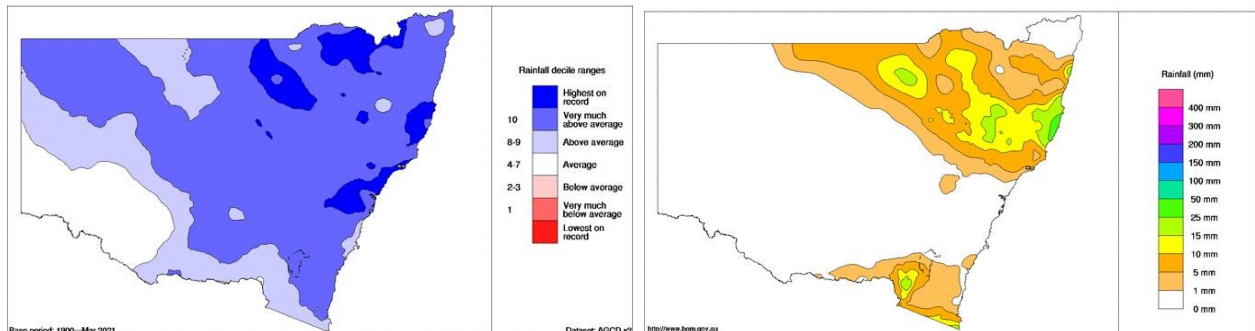 Rainfall decile ranges
Highest on
record
10
Very much
above average
8-9
Above average
4-7
Average
2-3
Below average
1
Very much
below average
Lowest on
record
Base period: 1900—Mar 2021
Dataset: AGCD v2
Rainfall (mm)
400 mm
300 mm
200 mm
150 mm
100 mm
50 mm
25 mm
15 mm
10 mm
5 mm
1 mm
0 mm
http://www.bom.gov.au